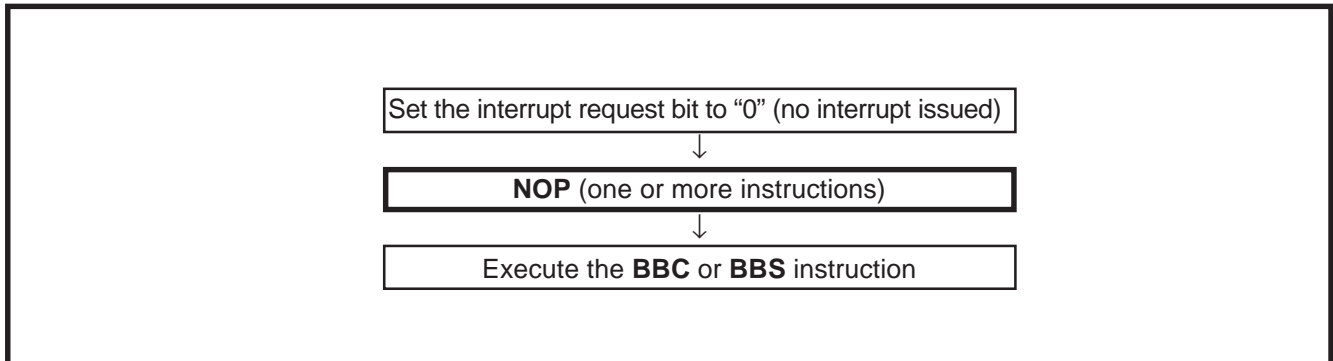 Set the interrupt request bit to “0” (no interrupt issued)
↓
NOP (one or more instructions)
↓
Execute the BBC or BBS instruction